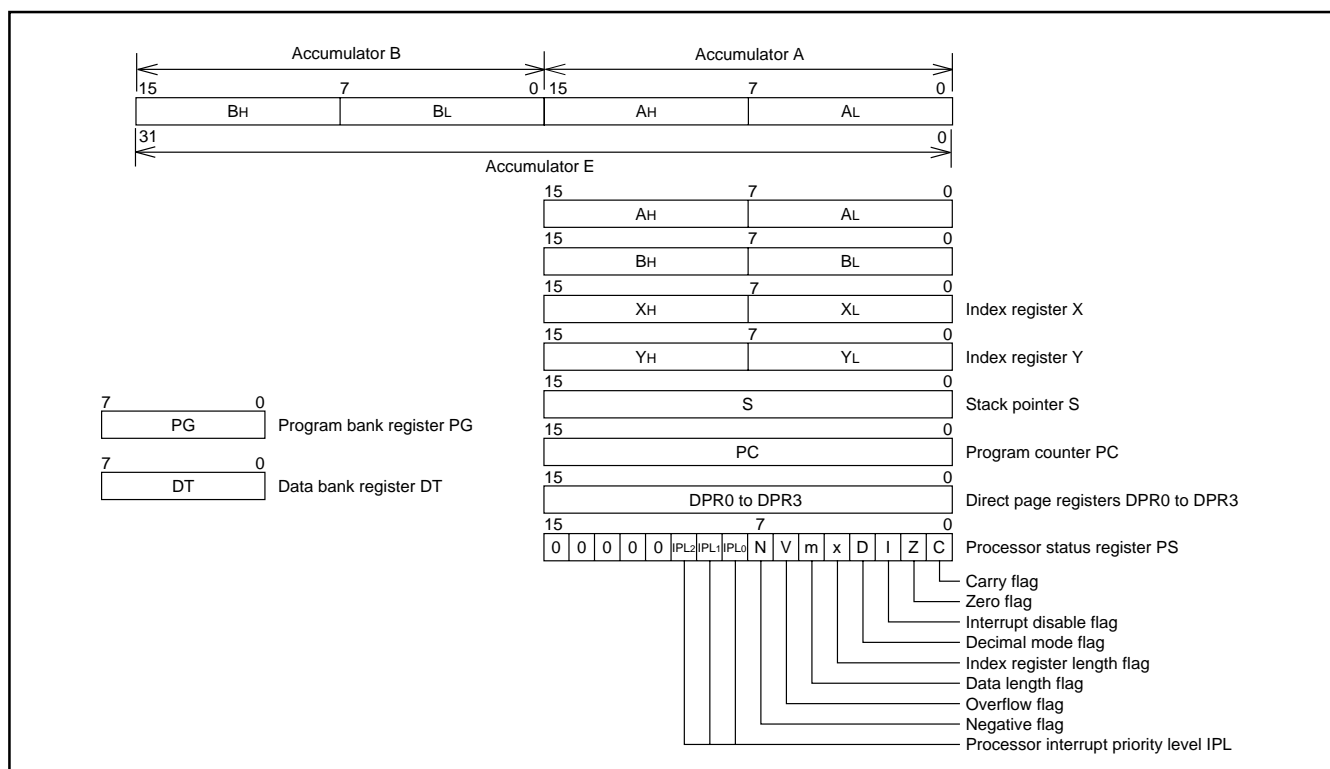 Accumulator B Accumulator A
15 7 0 15 7 0
BH BL AH AL
31 0
Accumulator E
15 7 0
AH AL
15 7 0
BH BL
15 7 0
XH XL Index register X
15 7 0
YH YL Index register Y
15 0
S Stack pointer S
7 0
PG Program bank register PG
15 0
PC Program counter PC
7 0
DT Data bank register DT
15 0
DPR0 to DPR3 Direct page registers DPR0 to DPR3
15 7 0
0 0 0 0 0 IPL2 IPL1 IPL0 N V m x D I Z C Processor status register PS
Carry flag
Zero flag
Interrupt disable flag
Decimal mode flag
Index register length flag
Data length flag
Overflow flag
Negative flag
Processor interrupt priority level IPL